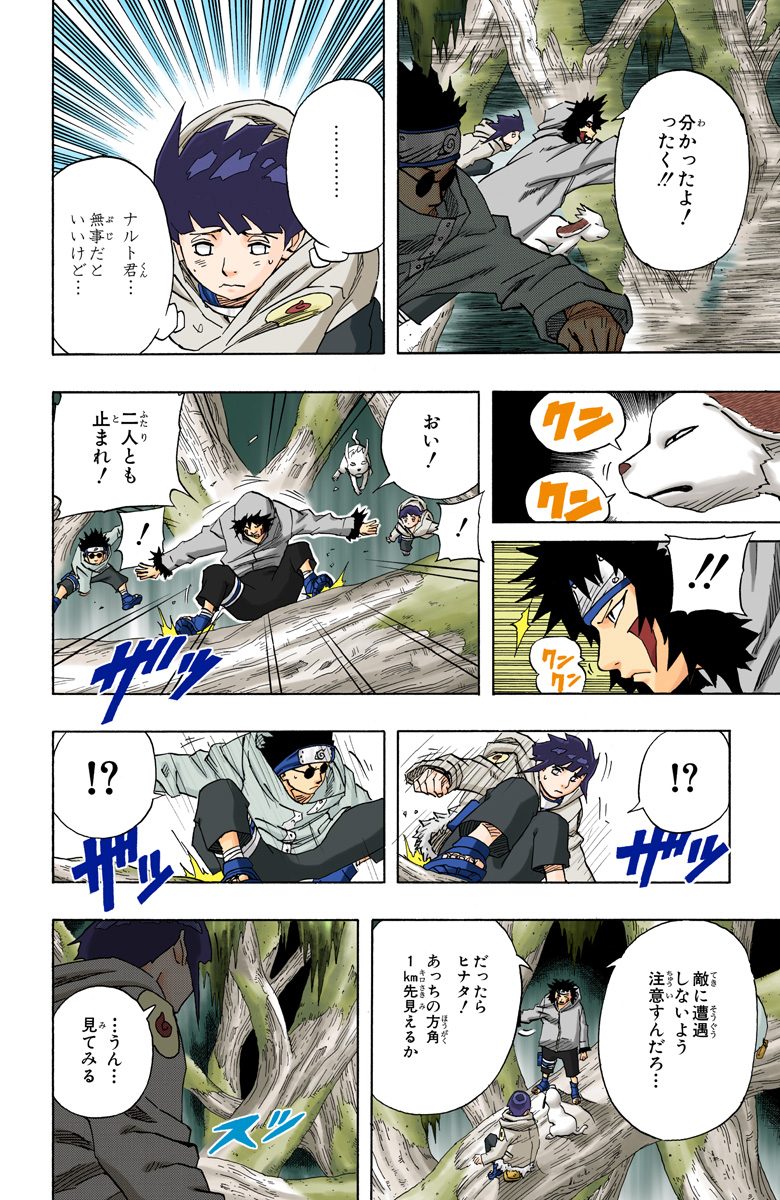 分かったよ！
ったく!!
…………
ナルト君…
無事だと
いいけど…
クン
クン
!!
クン
クン
おい！
二人とも
止まれ！
！
！
ザザッ
!?
ザザッ
!?
ザザッ
敵に遭遇
しないよう
注意すんだろ…
だったら
ヒナタ！
あっちの方角
1km先見えるか
…うん…
見てみる
スッ